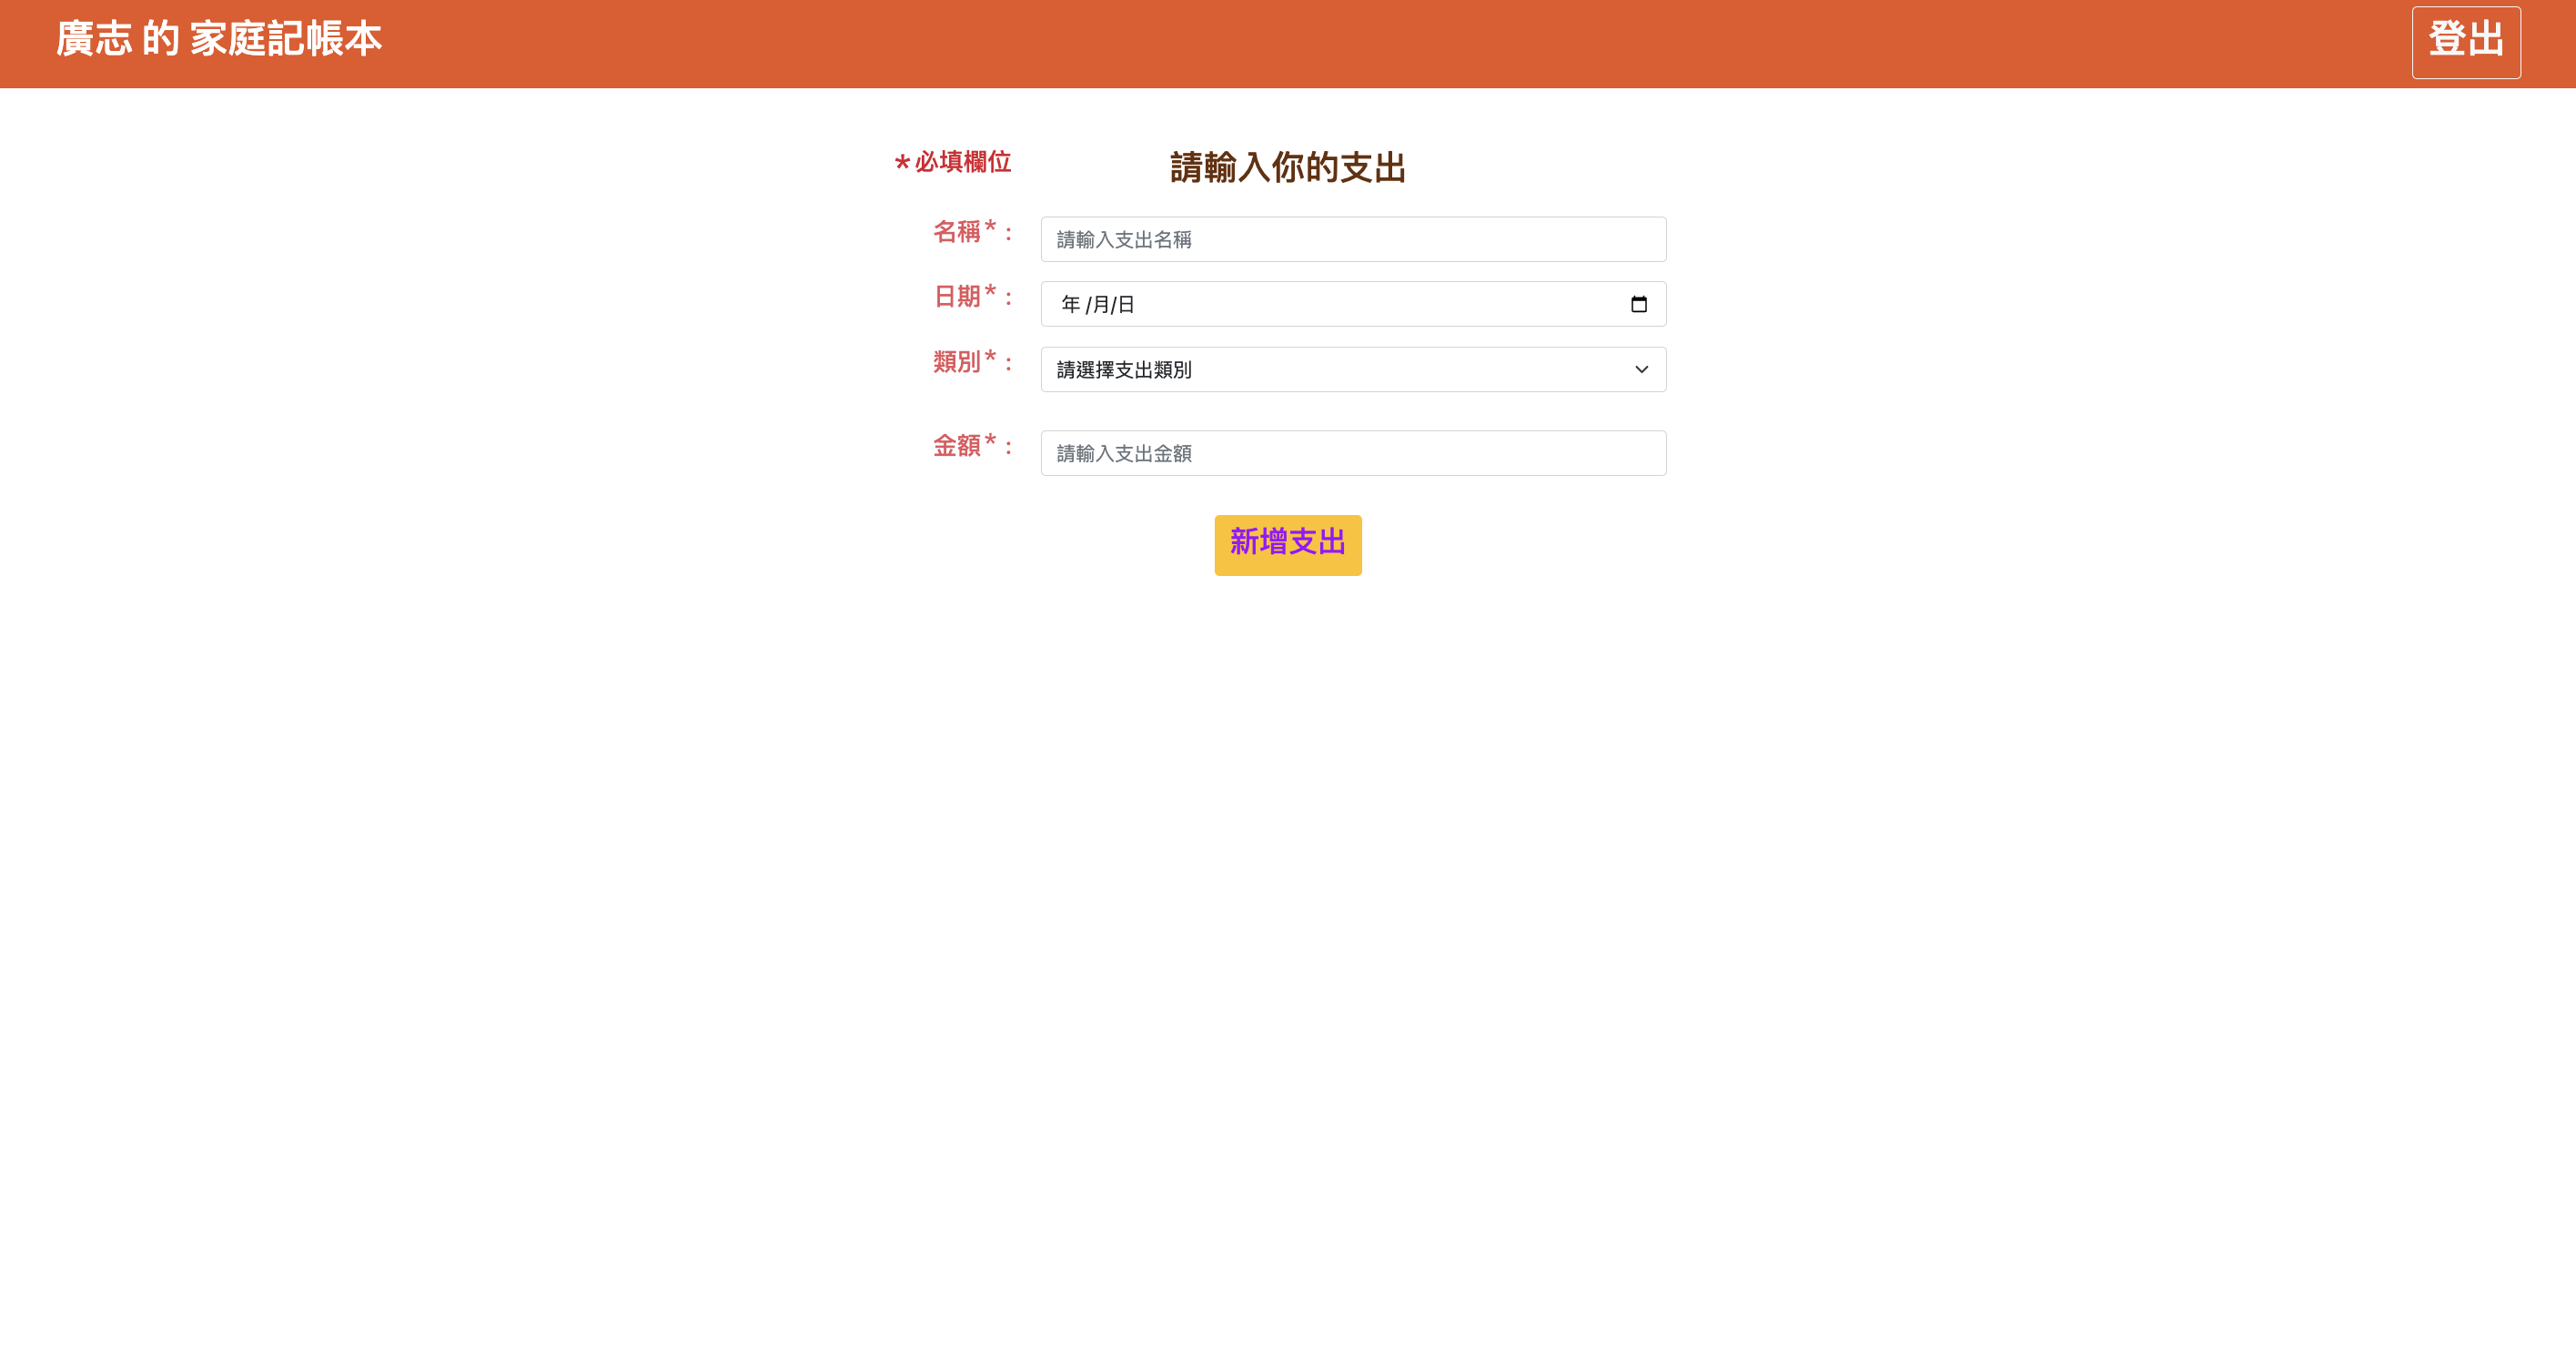 廣志 的 家庭記帳本
登出
*必填欄位
請輸入你的支出
名稱* :
請輸入支出名稱
日期* :
年 /月/日
類別* :
請選擇支出類別
金額* :
請輸入支出金額
新增支出